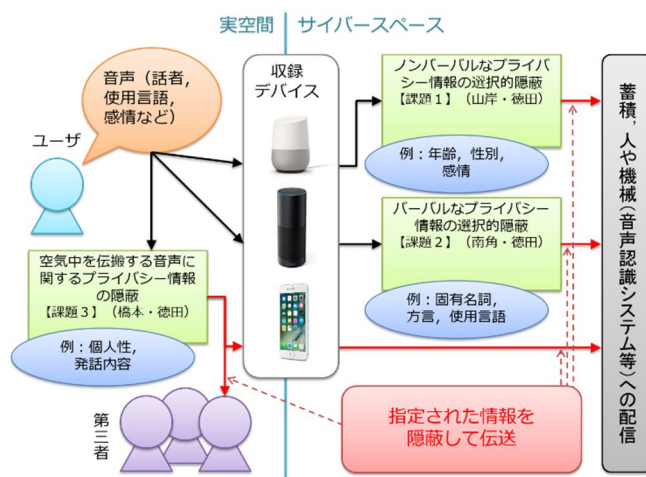 実空間
サイバースペース
音声（話者,
使用言語,
感情など）
ユーザ
収録
デバイス
ノンバーバルなプライバ
シー情報の選択的隠蔽
【課題１】（山岸・徳田）
例：年齢，性別，
感情
バーバルなプライバシー
情報の選択的隠蔽
【課題２】（南角・徳田）
例：固有名詞，
方言，使用言語
空気中を伝搬する音声に
関するプライバシー情報
の隠蔽
【課題３】（橋本・徳田）
例：個人性，
発話内容
第三者
指定された情報を
隠蔽して伝送
蓄積，人や機械（音声認識システム等）への配信